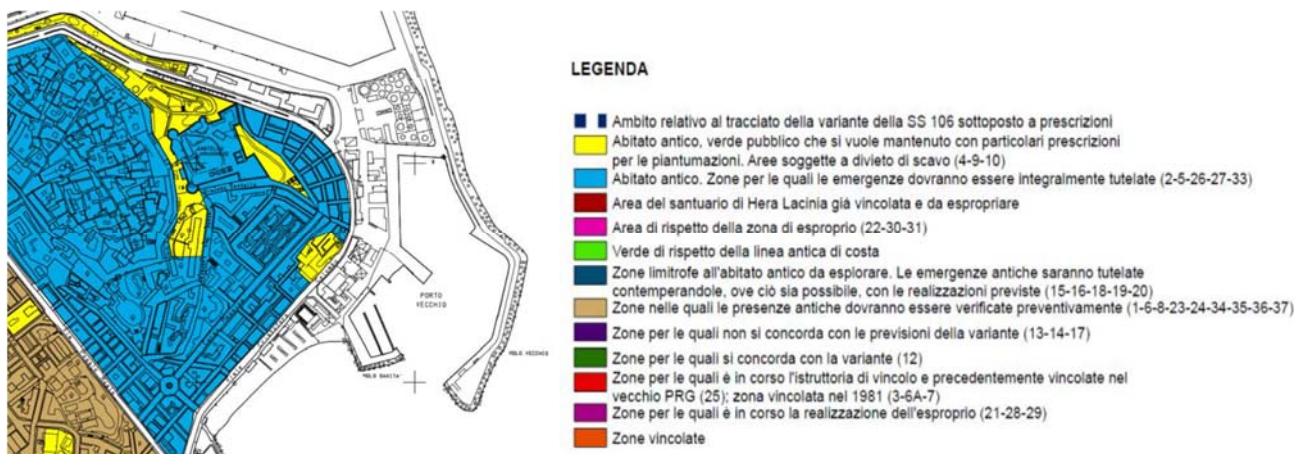 PORTO
VECCHIO
MOLO VECCHIO
LEGENDA
Ambito relativo al tracciato della variante della SS 106 sottoposto a prescrizioni
Abitato antico, verde pubblico che si vuole mantenuto con particolari prescrizioni
per le piantumazioni. Aree soggette a divieto di scavo (4-9-10)
Abitato antico. Zone per le quali le emergenze dovranno essere integralmente tutelate (2-5-26-27-33)
Area del santuario di Hera Lacinia già vincolata e da espropriare
Area di rispetto della zona di esproprio (22-30-31)
Verde di rispetto della linea antica di costa
Zone limitrofe all'abitato antico da esplorare. Le emergenze antiche saranno tutelate
contemperandole, ove ciò sia possibile, con le realizzazioni previste (15-16-18-19-20)
Zone nelle quali le presenze antiche dovranno essere verificate preventivamente (1-6-8-23-24-34-35-36-37)
Zone per le quali non si concorda con le previsioni della variante (13-14-17)
Zone per le quali si concorda con la variante (12)
Zone per le quali è in corso l'istruttoria di vincolo e precedentemente vincolate nel
vecchio PRG (25); zona vincolata nel 1981 (3-6A-7)
Zone per le quali è in corso la realizzazione dell'esproprio (21-28-29)
Zone vincolate